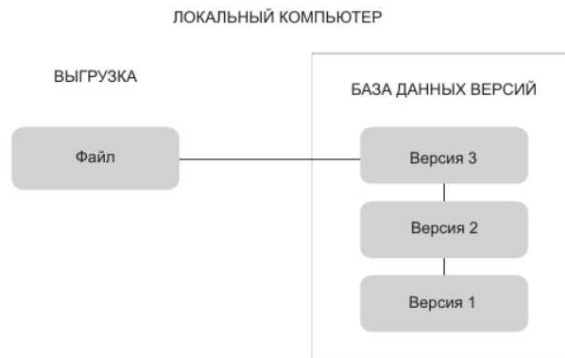 ЛОКАЛЬНЫЙ КОМПЬЮТЕР
ВЫГРУЗКА
БАЗА ДАННЫХ ВЕРСИЙ
Файл
Версия 3
Версия 2
Версия 1